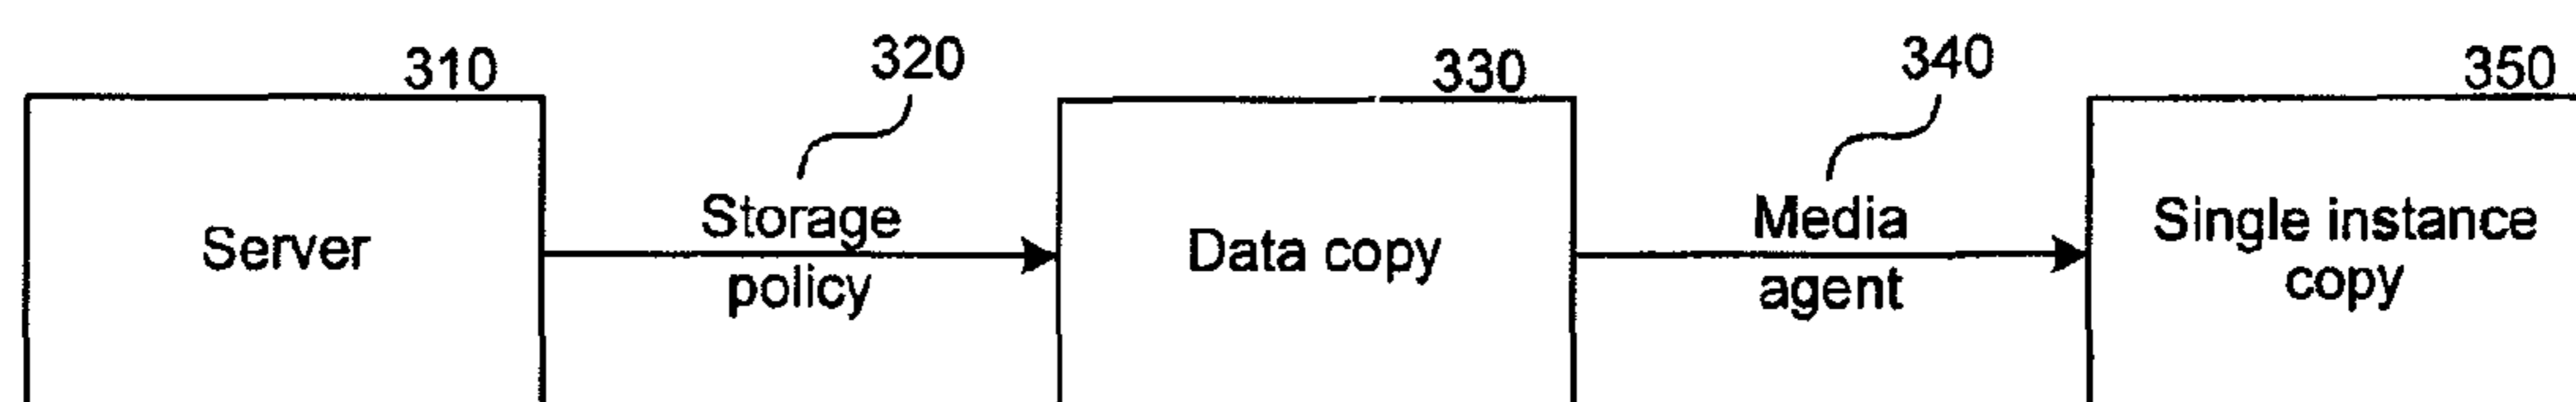 310
320
330
340
350
Server
Storage
policy
Data copy
Media
agent
Single instance
copy